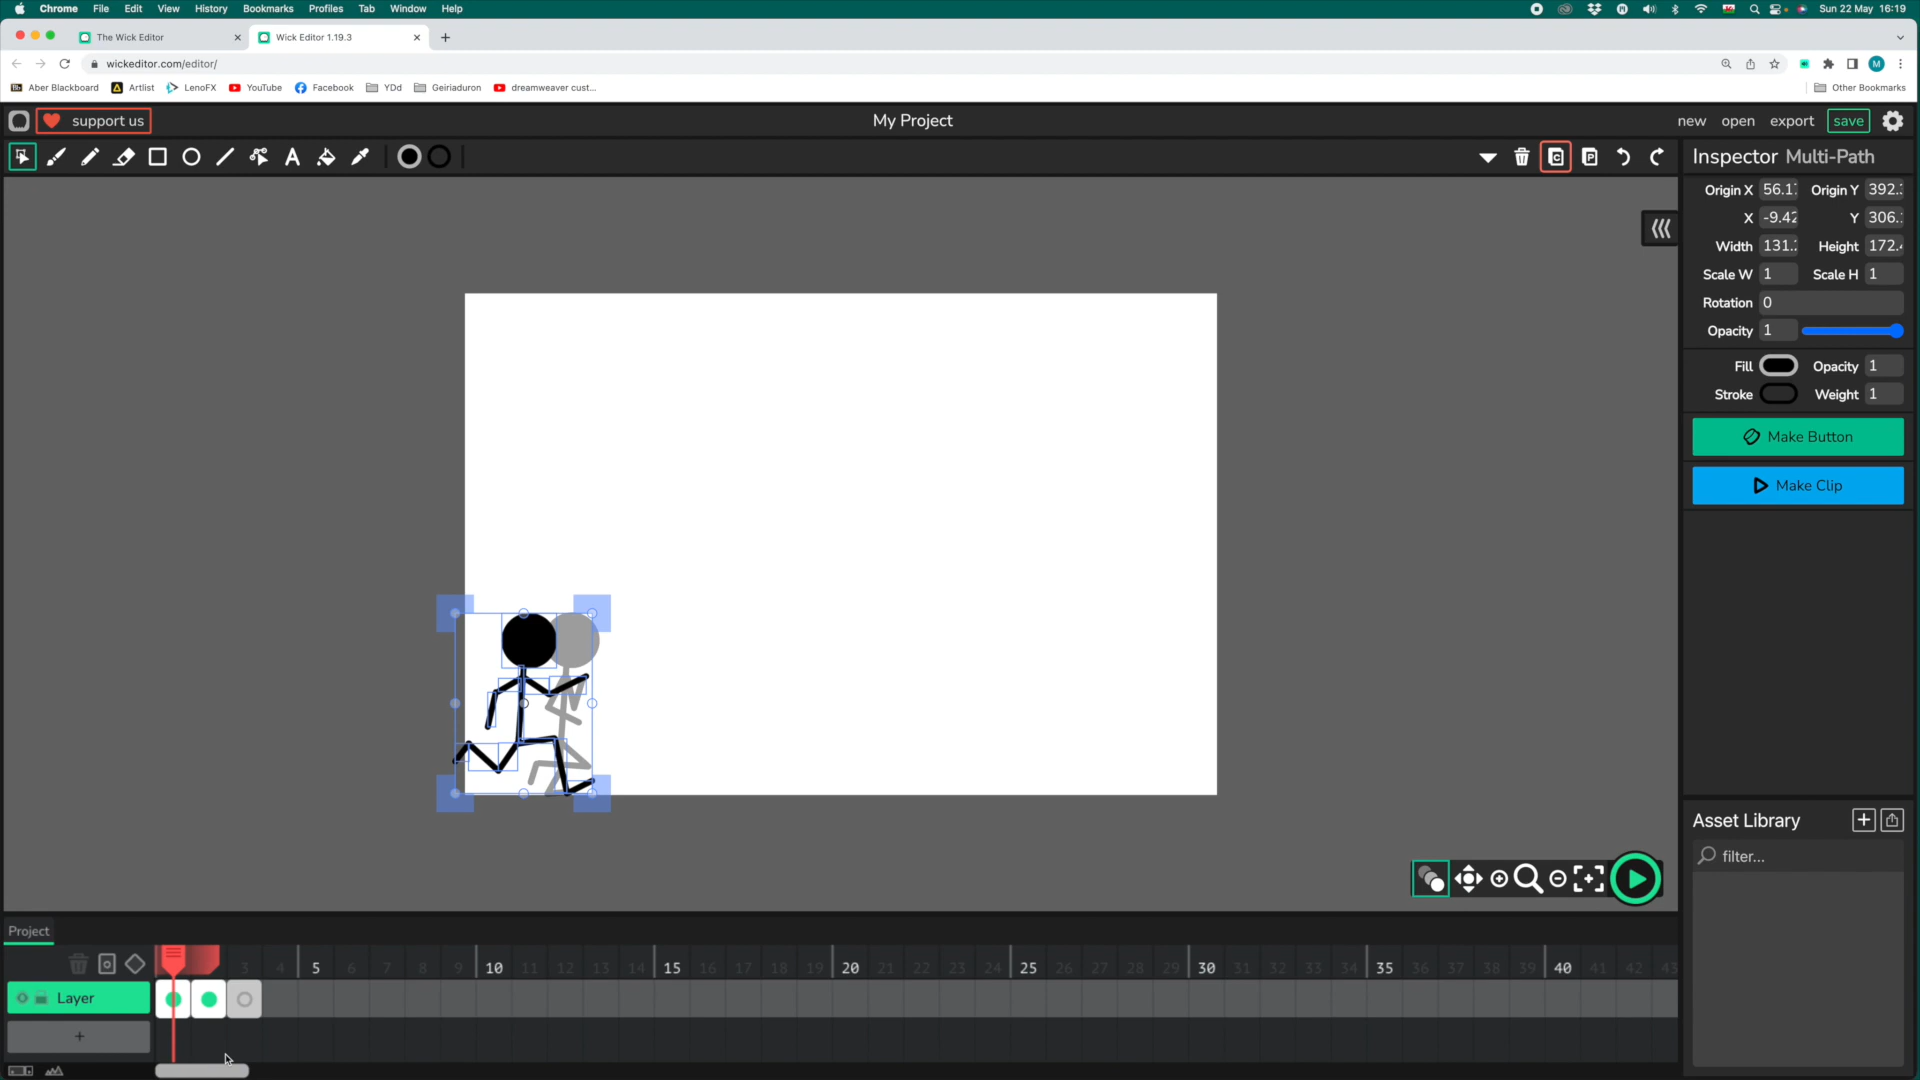 Chrome File Edit View History Bookmarks Profiles Tab Window Help Sun 22 May 16:19
The Wick Editor Wick Editor 1.19.3
wickeditor.com/editor/
Aber Blackboard Artlist LenoFX YouTube Facebook YDd Geiriaduron dreamweaver cust... Other Bookmarks
support us My Project new open export save
Inspector Multi-Path
Origin X 56.1 Origin Y 392.
X -9.42 Y 306.
Width 131. Height 172.
Scale W 1 Scale H 1
Rotation 0
Opacity 1
Fill Opacity 1
Stroke Weight 1
Make Button
Make Clip
Asset Library
filter...
Project
3 4 5 6 7 8 9 10 11 12 13 14 15 16 17 18 19 20 21 22 23 24 25 26 27 28 29 30 31 32 33 34 35 36 37 38 39 40 41 42 43
Layer